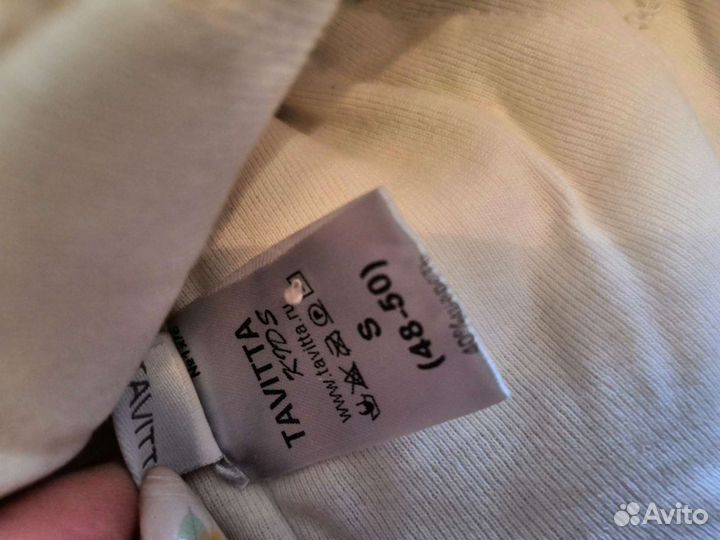 TAVITTA
KIDS
www.tavitta.ru
S
(48-50)
TAVITT
Avito